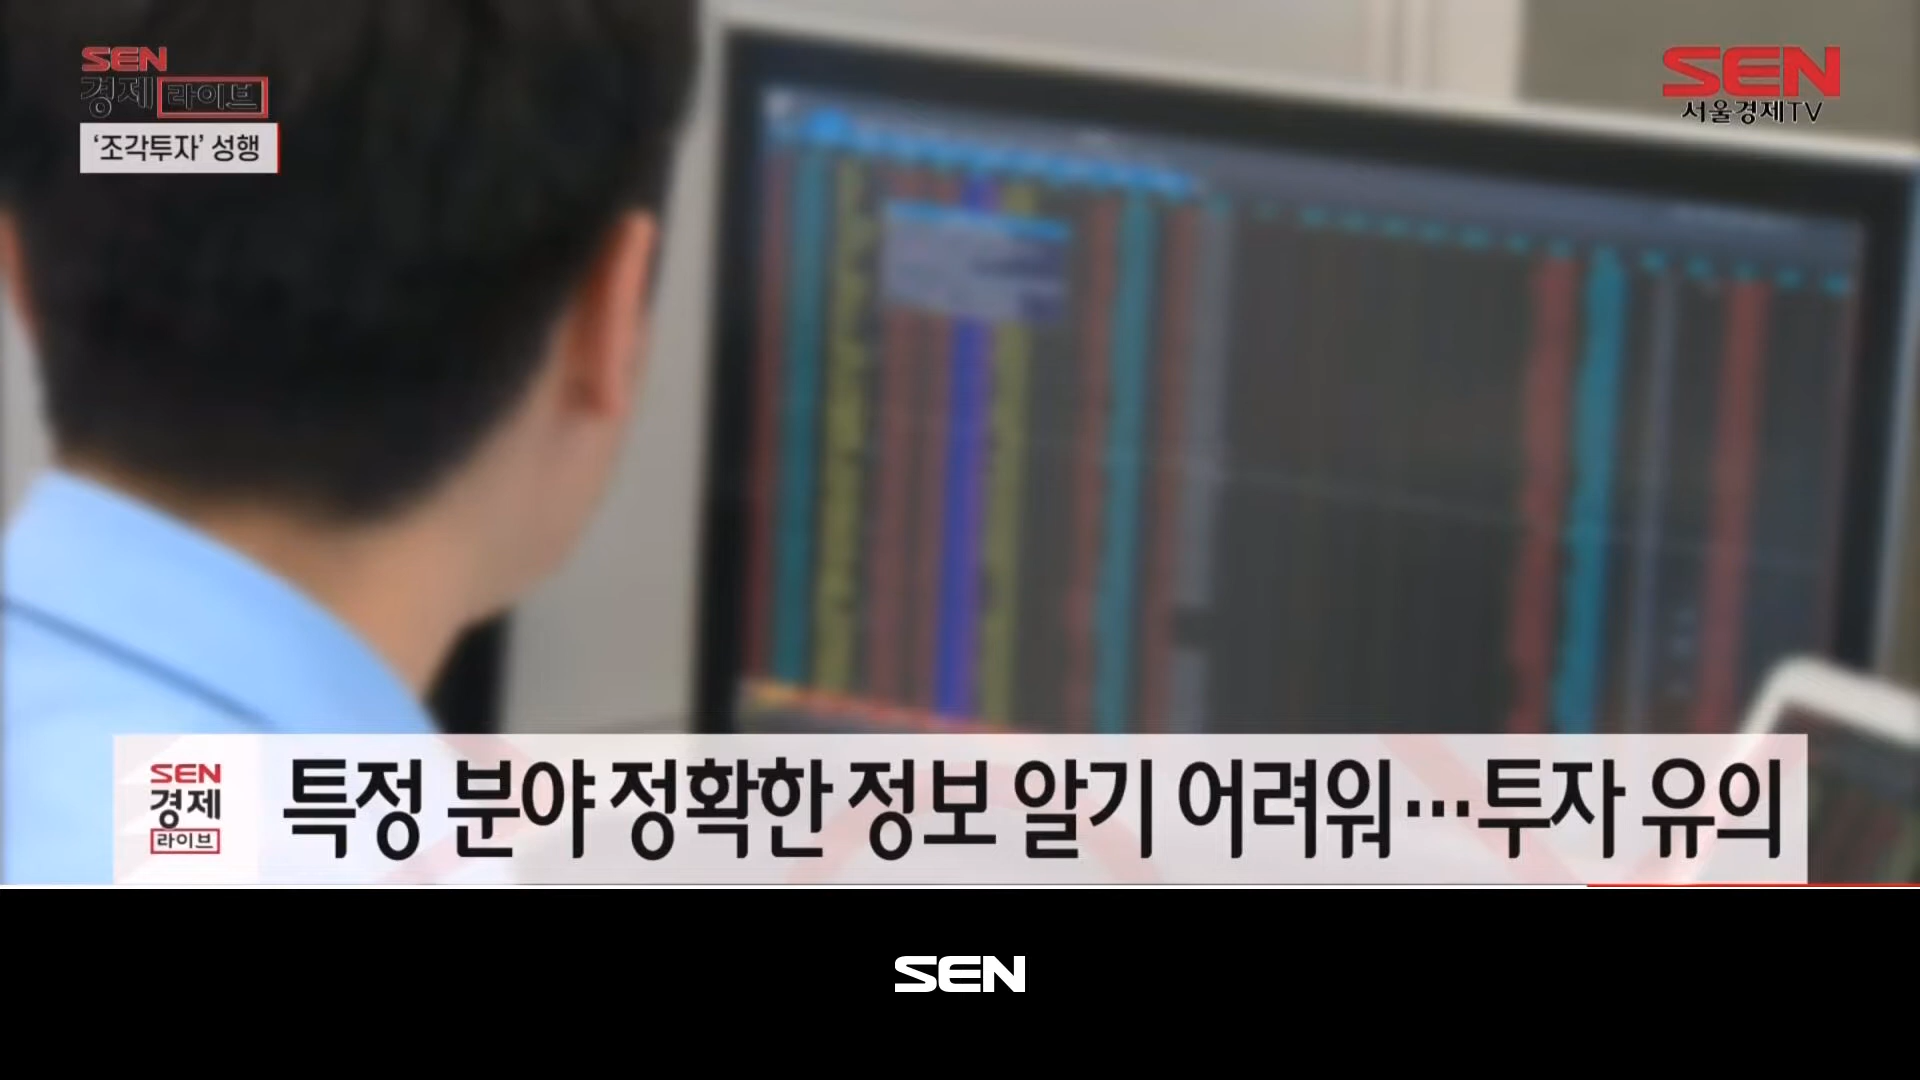 SEN
경제 라이브
‘조각투자’ 성행
SEN
서울경제TV
SEN
경제
라이브
특정 분야 정확한 정보 알기 어려워…투자 유의
SEN